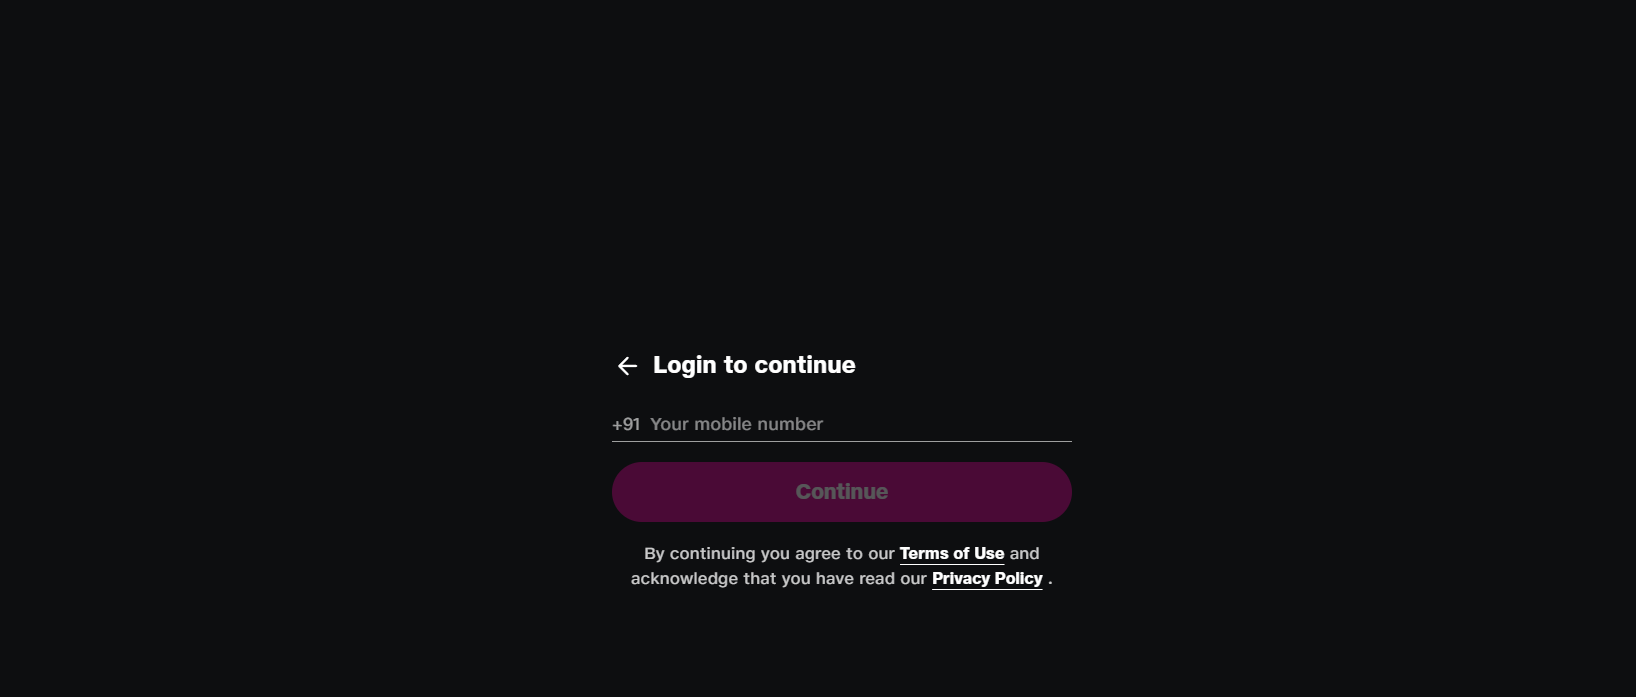 Login to continue
+91 Your mobile number
Continue
By continuing you agree to our Terms of Use and
acknowledge that you have read our Privacy Policy .